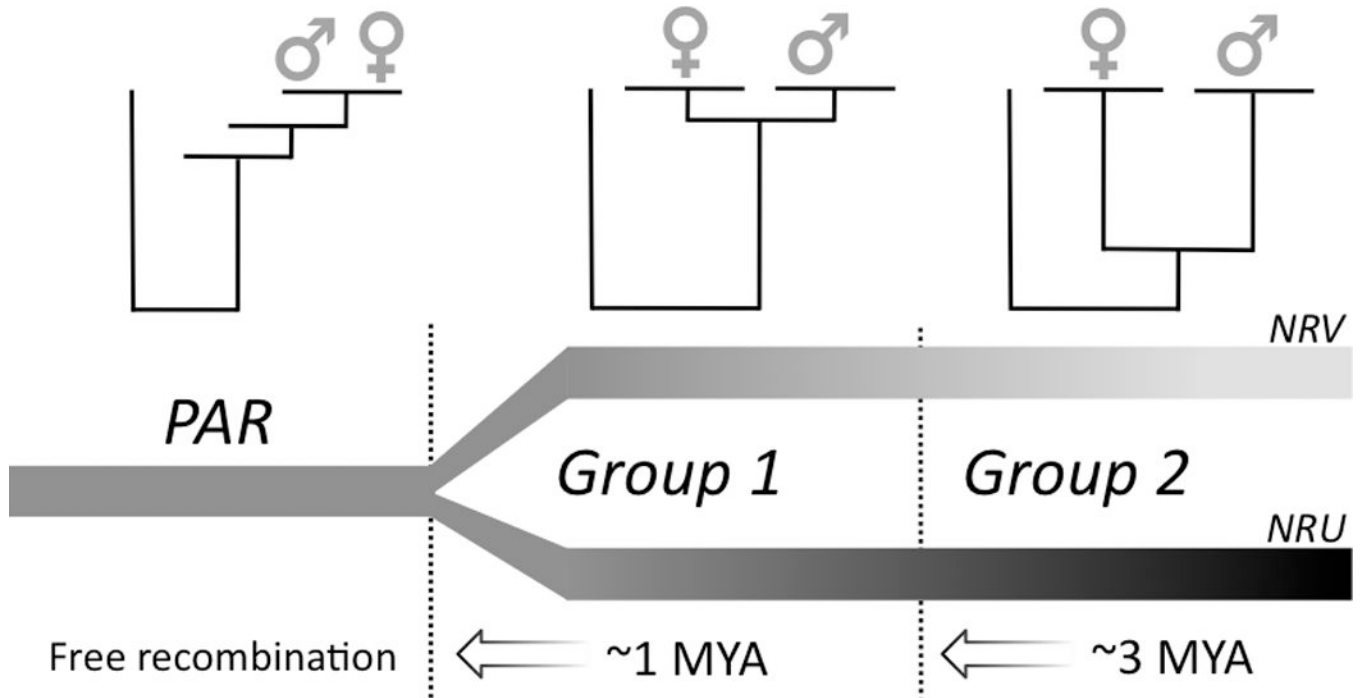 ♂ ♀ ♀ ♂ ♀ ♂
NRV
PAR
Group 1 Group 2
NRU
Free recombination ~1 MYA ~3 MYA